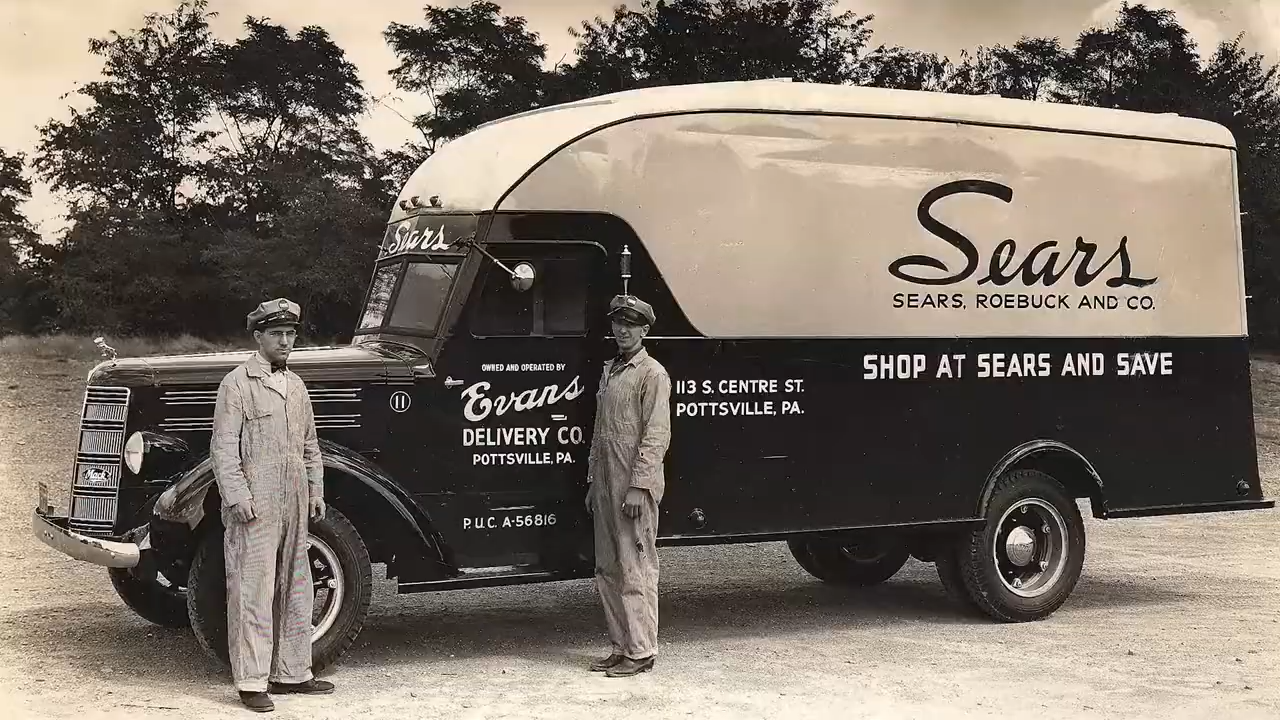 Sears
Sears
SEARS, ROEBUCK AND CO.
SHOP AT SEARS AND SAVE
OWNED AND OPERATED BY
Evans
DELIVERY CO.
POTTSVILLE, PA.
113 S. CENTRE ST.
POTTSVILLE, PA.
11
Mack
P.U.C. A-56816